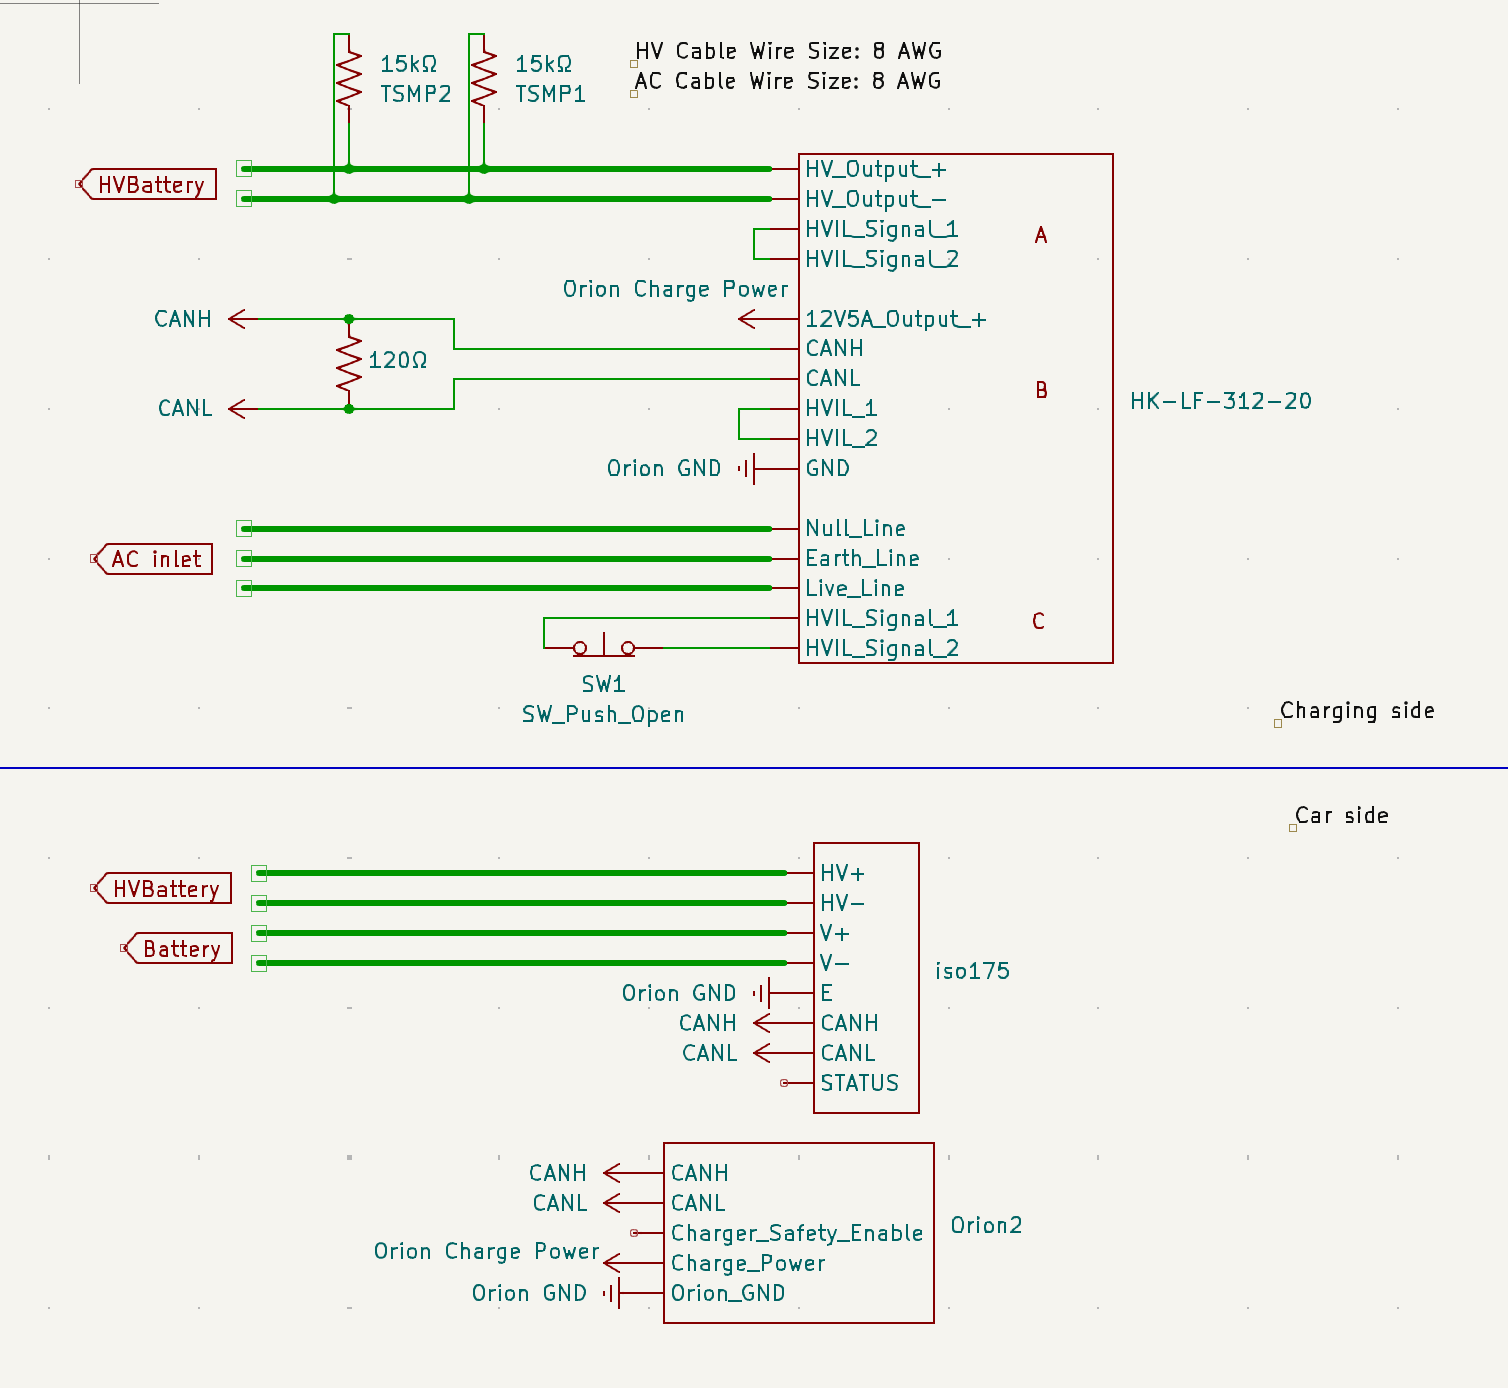 15kΩ
TSMP2
15kΩ
TSMP1
HV Cable Wire Size: 8 AWG
AC Cable Wire Size: 8 AWG
HVBattery
HV_Output_+
HV_Output_-
HVIL_Signal_1
HVIL_Signal_2
A
Orion Charge Power
12V5A_Output_+
CANH
CANH
CANL
CANL
120Ω
HVIL_1
HVIL_2
B
HK-LF-312-20
Orion GND
GND
AC inlet
Null_Line
Earth_Line
Live_Line
HVIL_Signal_1
HVIL_Signal_2
C
SW1
SW_Push_Open
Charging side
Car side
HVBattery
Battery
HV+
HV-
V+
V-
iso175
Orion GND
E
CANH
CANH
CANL
CANL
STATUS
CANH
CANH
CANL
CANL
Charger_Safety_Enable
Orion2
Orion Charge Power
Charge_Power
Orion GND
Orion_GND